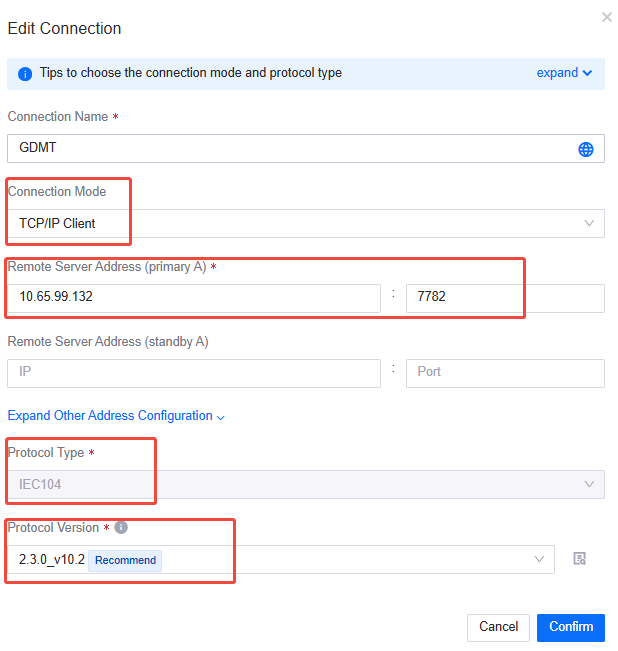 Edit Connection
Tips to choose the connection mode and protocol type expand
Connection Name *
GDMT
Connection Mode
TCP/IP Client
Remote Server Address (primary A) *
10.65.99.132 : 7782
Remote Server Address (standby A)
IP : Port
Expand Other Address Configuration
Protocol Type *
IEC104
Protocol Version *
2.3.0_v10.2 Recommend
Cancel Confirm